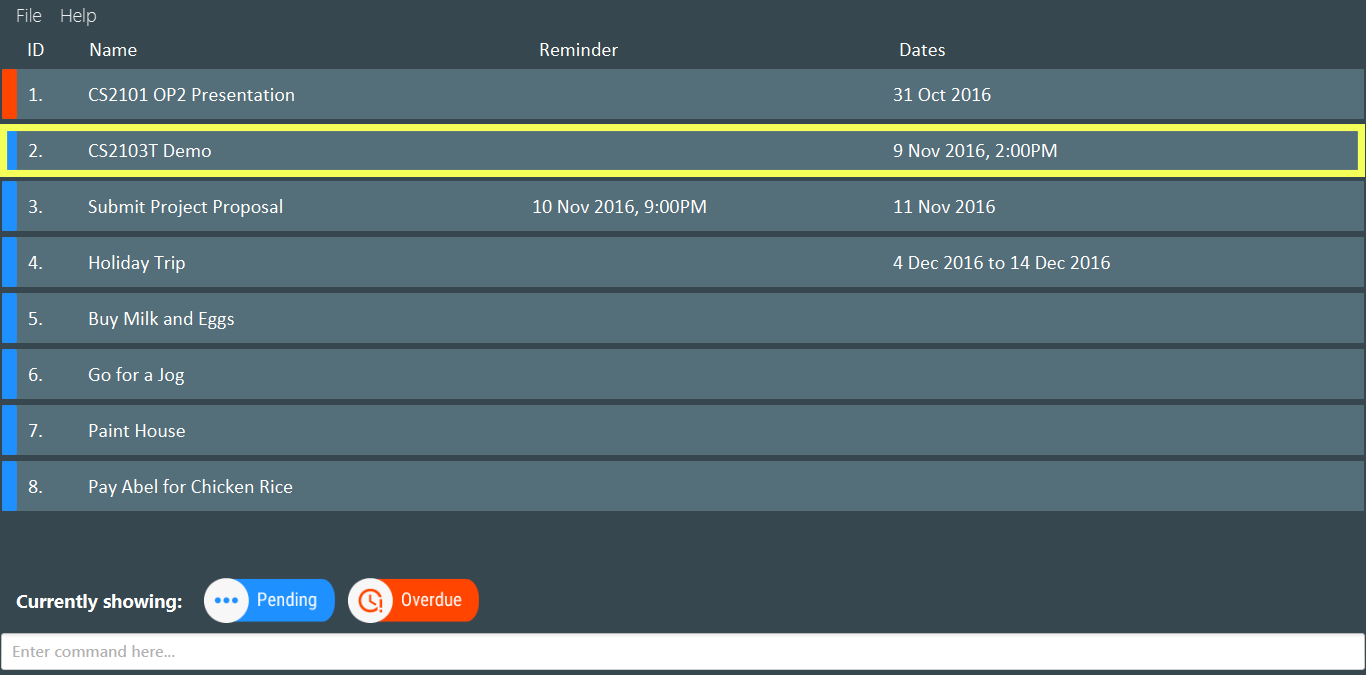 File Help
ID Name Reminder Dates
1. CS2101 OP2 Presentation 31 Oct 2016
2. CS2103T Demo 9 Nov 2016, 2:00PM
3. Submit Project Proposal 10 Nov 2016, 9:00PM 11 Nov 2016
4. Holiday Trip 4 Dec 2016 to 14 Dec 2016
5. Buy Milk and Eggs
6. Go for a Jog
7. Paint House
8. Pay Abel for Chicken Rice
Currently showing: Pending Overdue
Enter command here...